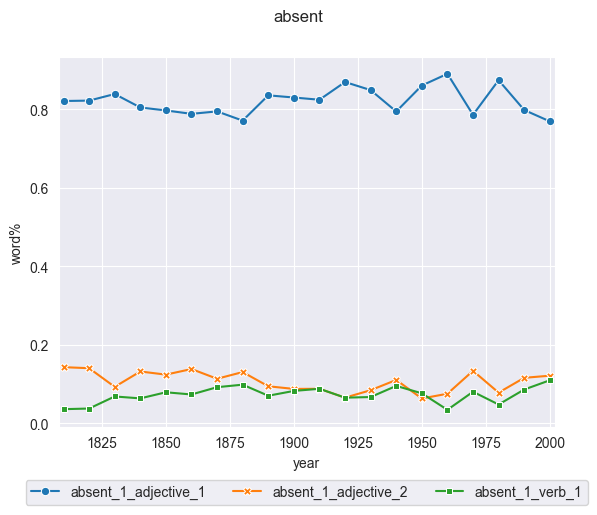 absent
0.8
0.6
0.4
0.2
0.0
word%
1825 1850 1875 1900 1925 1950 1975 2000
year
absent_1_adjective_1 absent_1_adjective_2 absent_1_verb_1